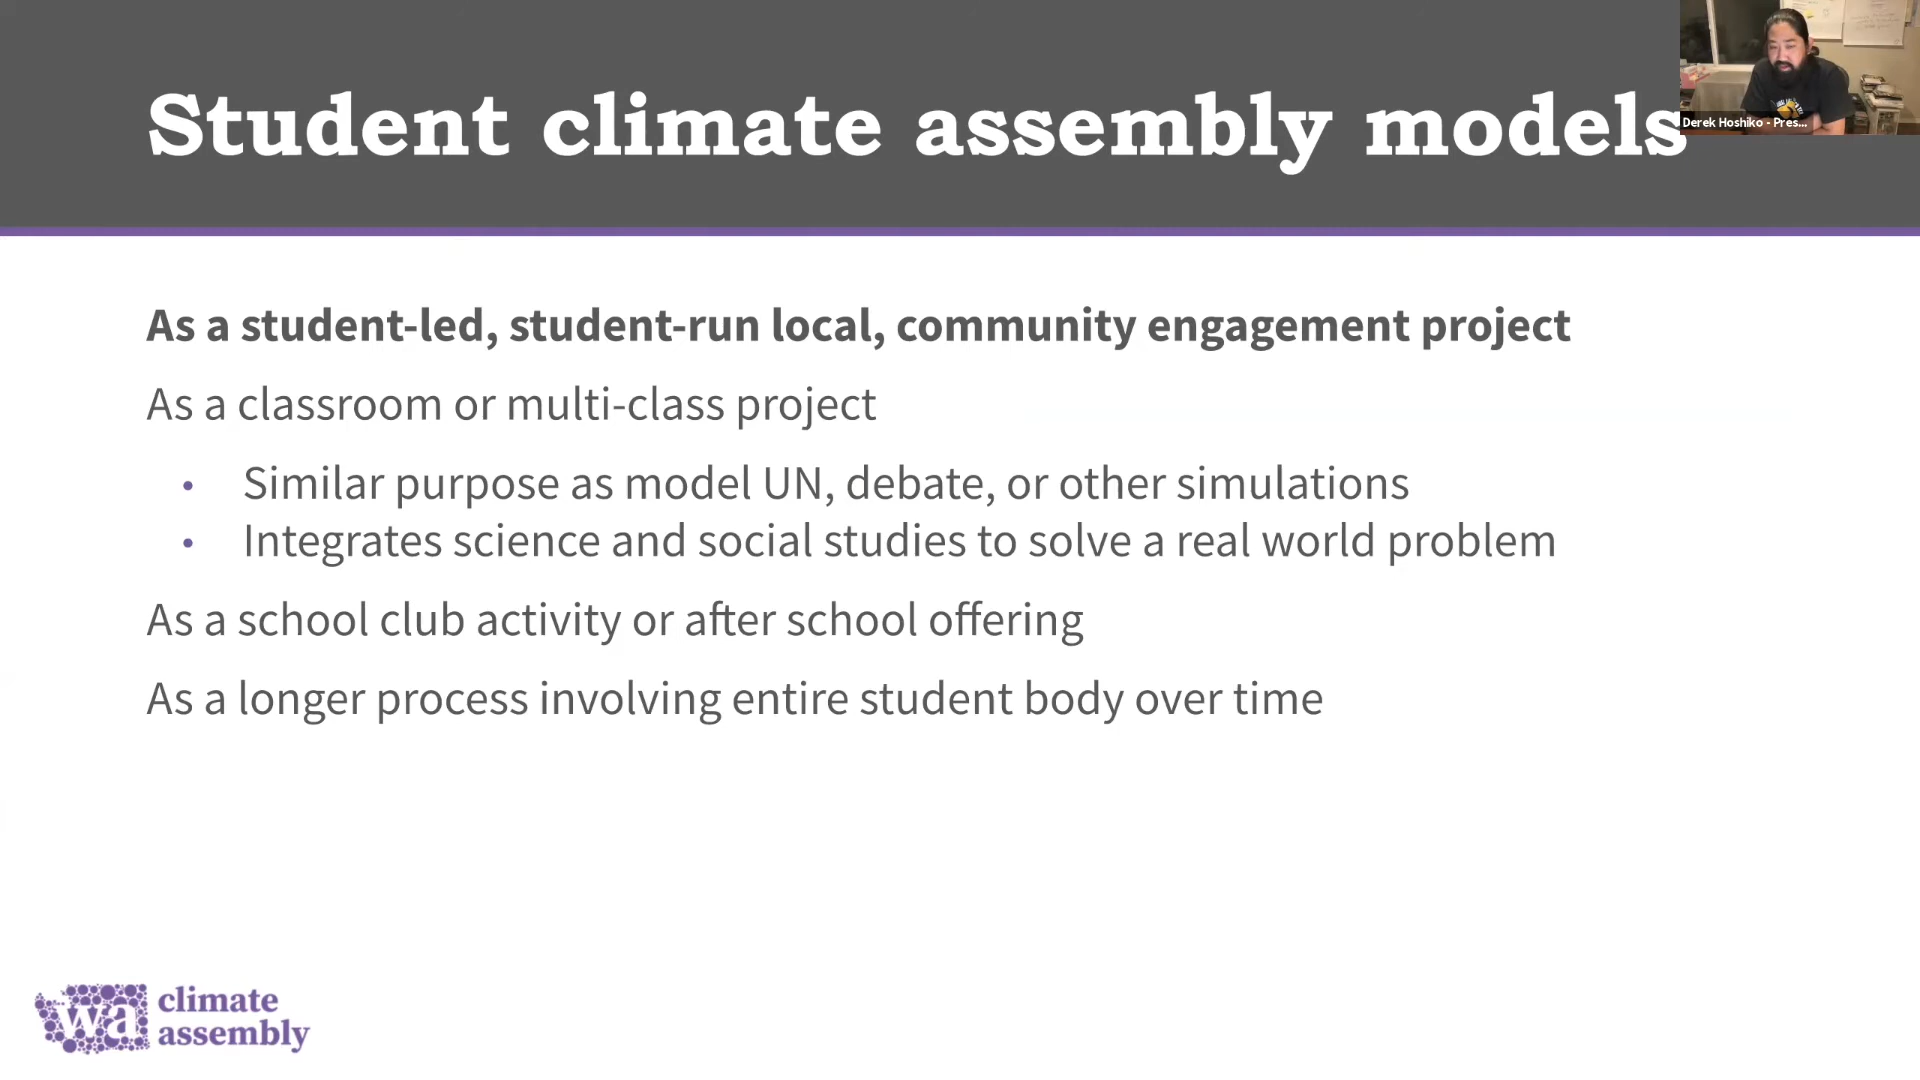 Student climate assembly models
Derek Hoshiko - Pres...
As a student-led, student-run local, community engagement project
As a classroom or multi-class project
• Similar purpose as model UN, debate, or other simulations
• Integrates science and social studies to solve a real world problem
As a school club activity or after school offering
As a longer process involving entire student body over time
wa climate
assembly